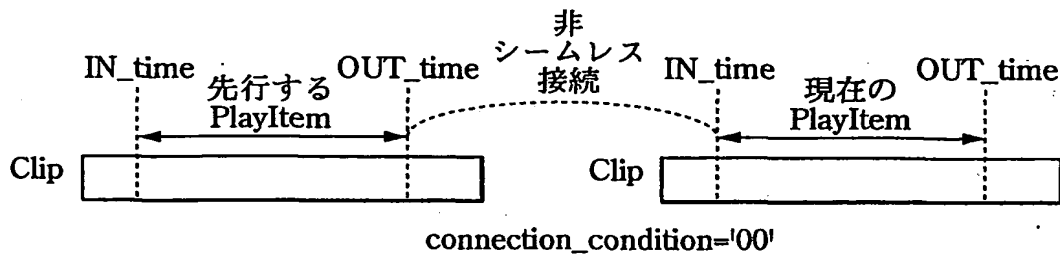 非
シームレス
接続
IN_time
OUT_time
IN_time
OUT_time
先行する
PlayItem
現在の
PlayItem
Clip
Clip
connection_condition='00'